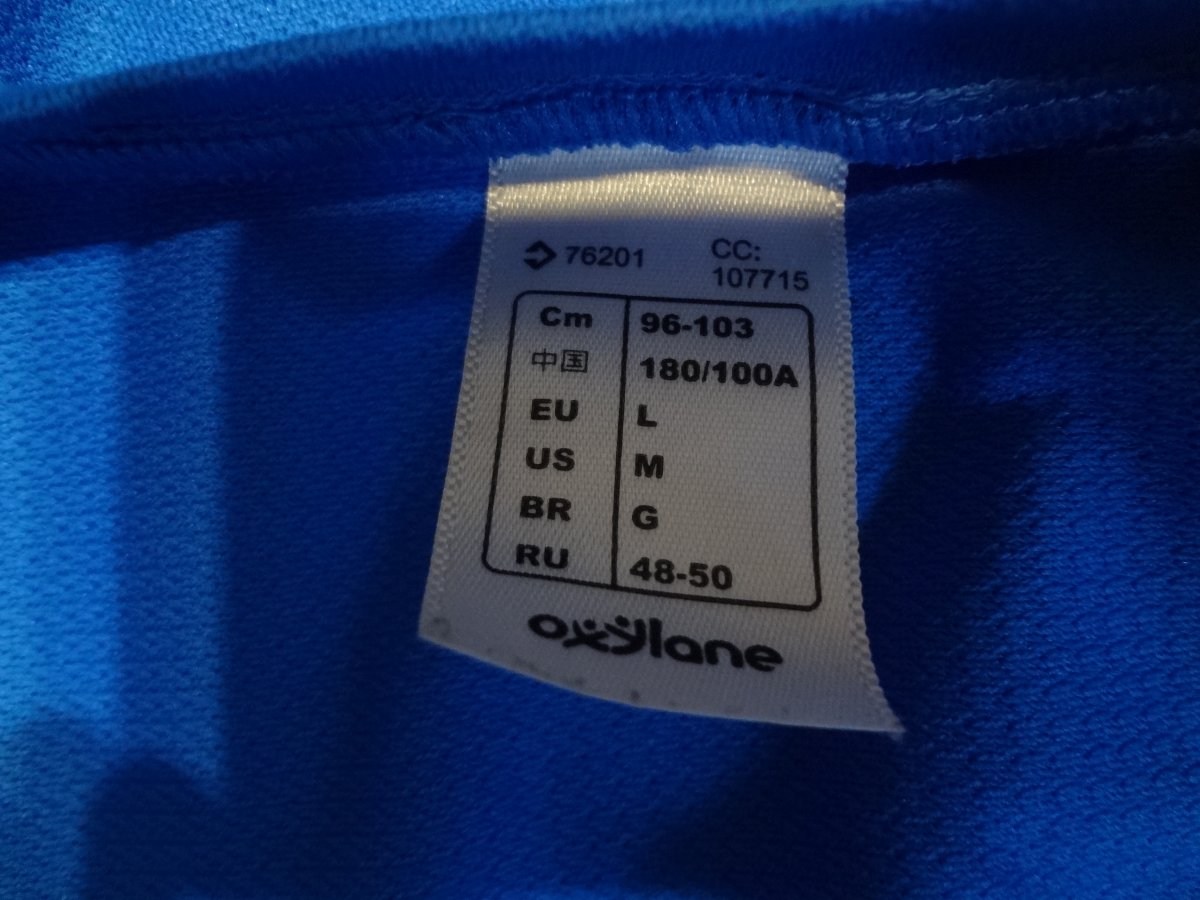 76201 CC:
107715
Cm 96-103
中国 180/100A
EU L
US M
BR G
RU 48-50
oxylane